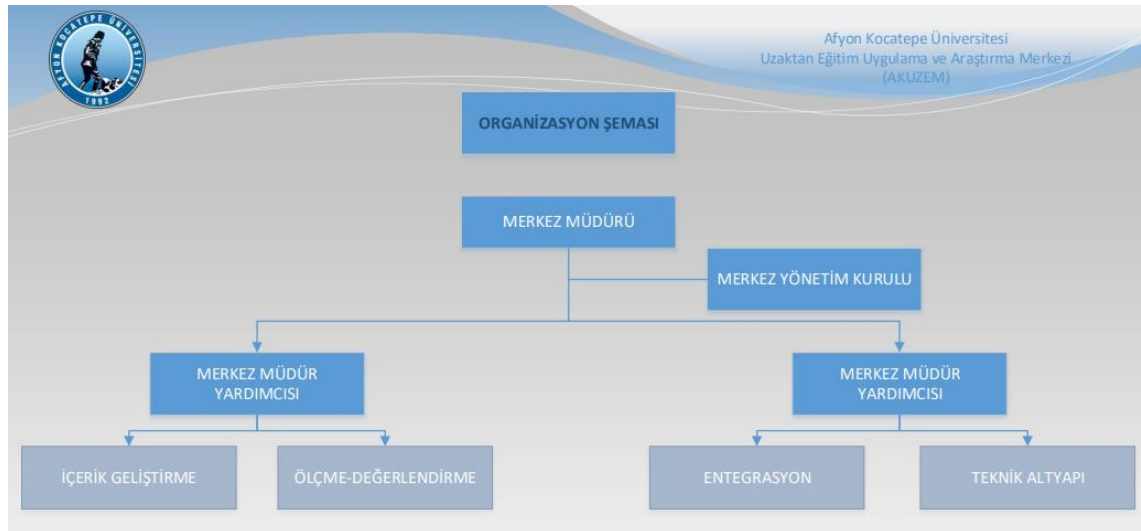 AFYON KOCATEPE ÜNİVERSİTESİ
1992
Afyon Kocatepe Üniversitesi
Uzaktan Eğitim Uygulama ve Araştırma Merkezi
(AKUZEM)
ORGANİZASYON ŞEMASI
MERKEZ MÜDÜRÜ
MERKEZ YÖNETİM KURULU
MERKEZ MÜDÜR
YARDIMCISI
MERKEZ MÜDÜR
YARDIMCISI
İÇERİK GELİŞTİRME
ÖLÇME-DEĞERLENDİRME
ENTEGRASYON
TEKNİK ALTYAPI